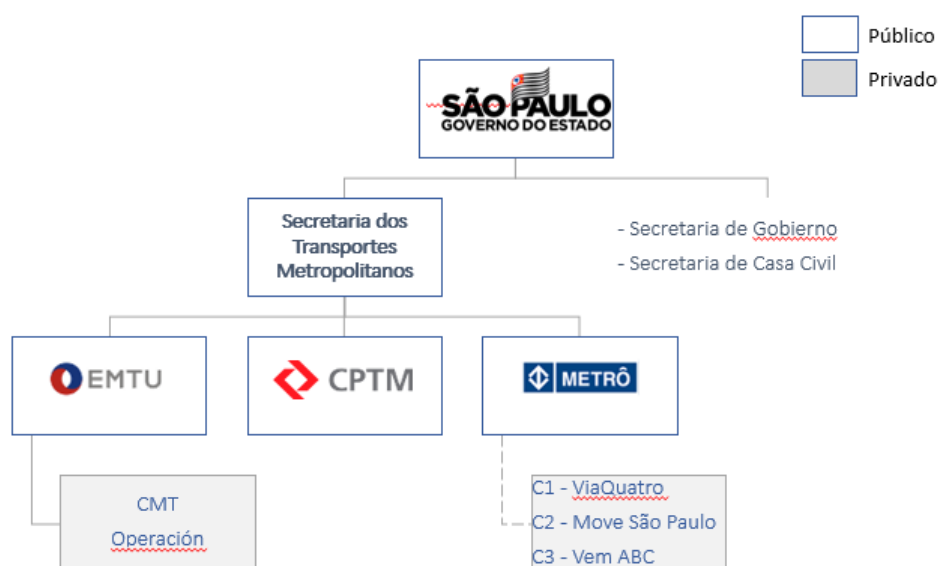 Público
Privado
SÃO PAULO
GOVERNO DO ESTADO
Secretaria dos
Transportes
Metropolitanos
- Secretaria de Gobierno
- Secretaria de Casa Civil
EMTU
CPTM
METRÔ
CMT
Operación
C1 - ViaQuatro
C2 - Move São Paulo
C3 - Vem ABC